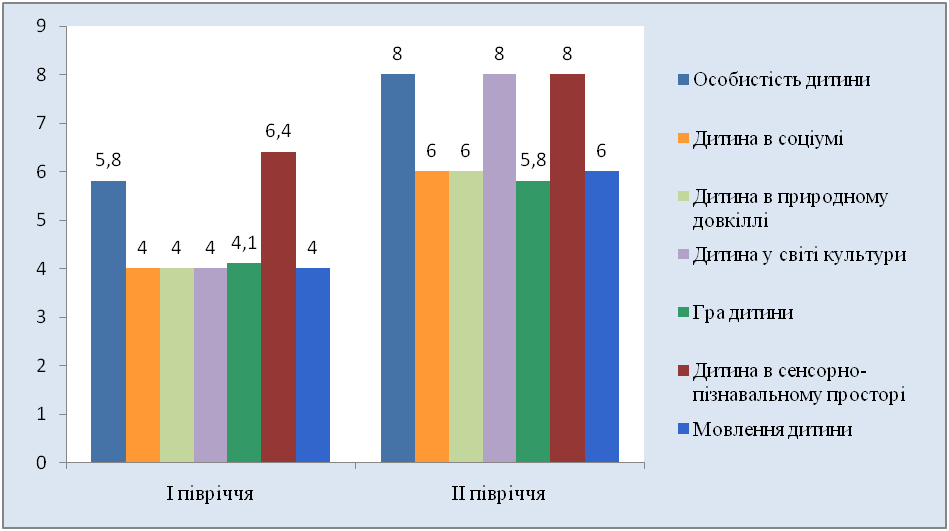 9
8
7
6
5
4
3
2
1
0
5,8
4
4
4
4,1
6,4
4
8
6
6
8
5,8
8
6
І півріччя
ІІ півріччя
Особистість дитини
Дитина в соціумі
Дитина в природному
довкіллі
Дитина у світі культури
Гра дитини
Дитина в сенсорно-
пізнавальному просторі
Мовлення дитини